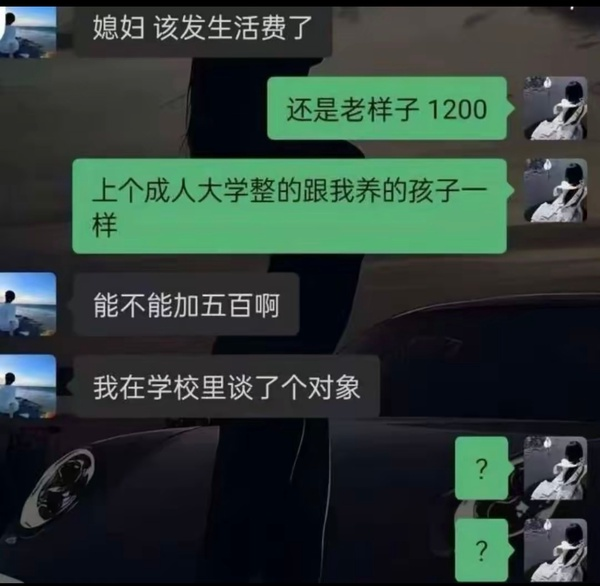 媳妇 该发生活费了
还是老样子 1200
上个成人大学整的跟我养的孩子一
样
能不能加五百啊
我在学校里谈了个对象
？
？